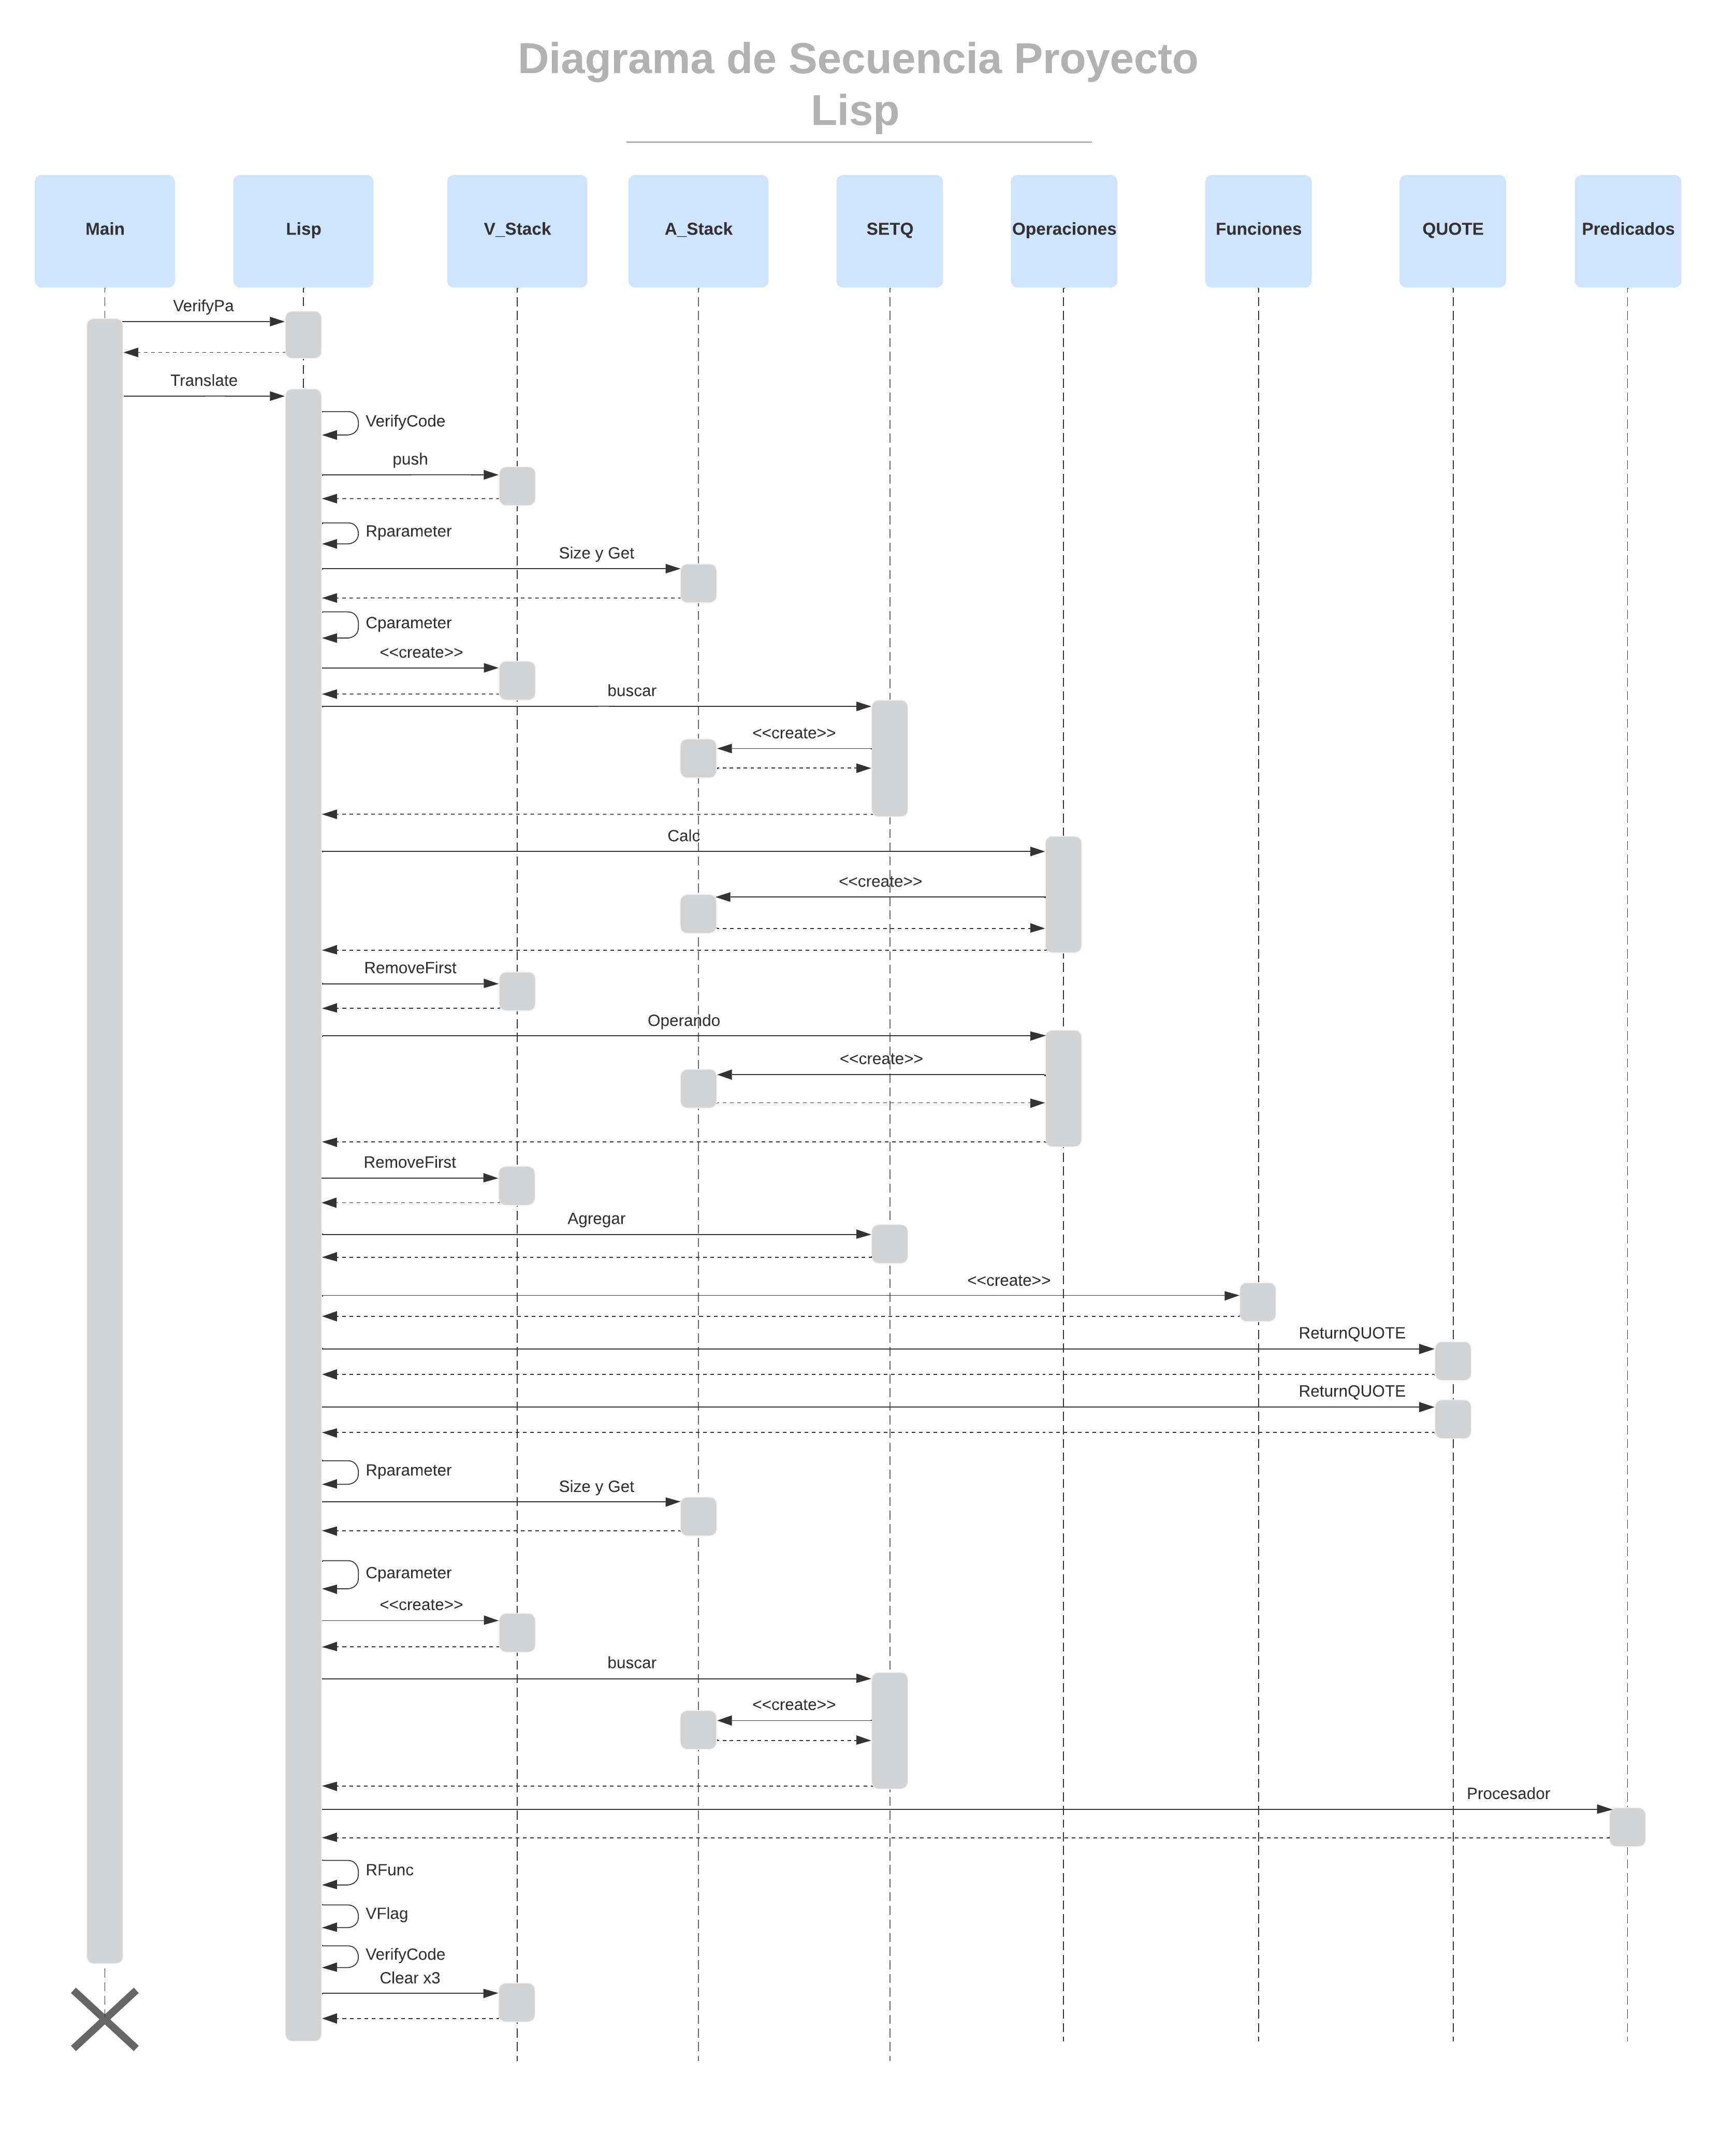 Diagrama de Secuencia Proyecto
Lisp
Main
Lisp
V_Stack
A_Stack
SETQ
Operaciones
Funciones
QUOTE
Predicados
VerifyPa
Translate
VerifyCode
push
Rparameter
Size y Get
Cparameter
<<create>>
buscar
<<create>>
Calc
<<create>>
RemoveFirst
Operando
<<create>>
RemoveFirst
Agregar
<<create>>
ReturnQUOTE
ReturnQUOTE
Rparameter
Size y Get
Cparameter
<<create>>
buscar
<<create>>
Procesador
RFunc
VFlag
VerifyCode
Clear x3